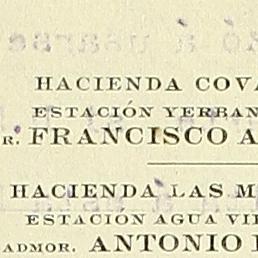 HACIENDA COVA
ESTACIÓN YERBAN
R. FRANCISCO A
HACIENDA LAS M
ESTACIÓN AGUA VI
ADMOR. ANTONIO